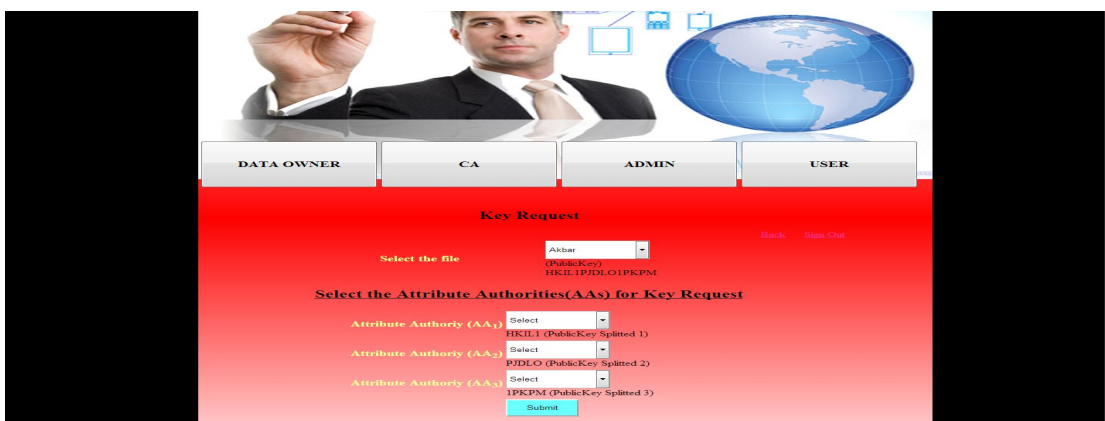 DATA OWNER CA ADMIN USER
Key Request
Back Sign Out
Select the file Akbar
(PublicKey)
HKIL1PJDLO1PKPM
Select the Attribute Authorities(AAs) for Key Request
Attribute Authoriy (AA1) Select
HKIL1 (PublicKey Splitted 1)
Attribute Authoriy (AA2) Select
PJDLO (PublicKey Splitted 2)
Attribute Authoriy (AA3) Select
1PKPM (PublicKey Splitted 3)
Submit